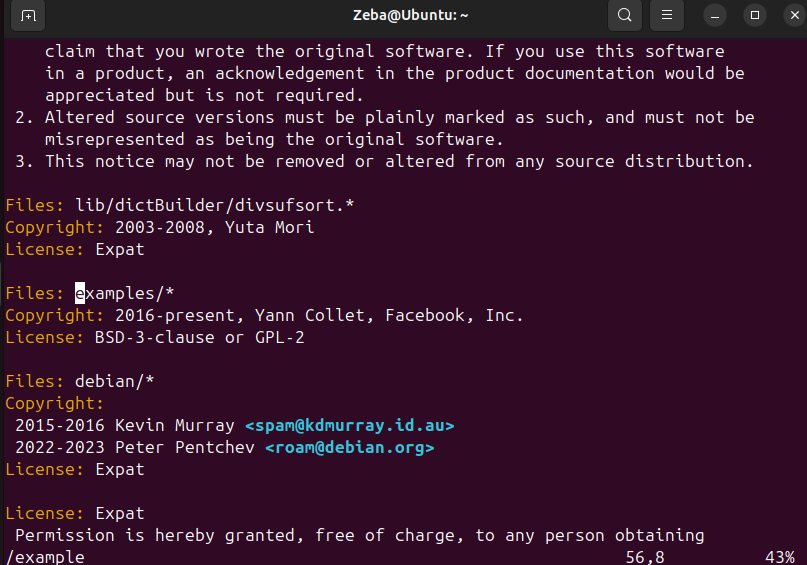 Zeba@Ubuntu: ~
claim that you wrote the original software. If you use this software
in a product, an acknowledgement in the product documentation would be
appreciated but is not required.
2. Altered source versions must be plainly marked as such, and must not be
misrepresented as being the original software.
3. This notice may not be removed or altered from any source distribution.
Files: lib/dictBuilder/divsufsort.*
Copyright: 2003-2008, Yuta Mori
License: Expat
Files: examples/*
Copyright: 2016-present, Yann Collet, Facebook, Inc.
License: BSD-3-clause or GPL-2
Files: debian/*
Copyright:
2015-2016 Kevin Murray <spam@kdmurray.id.au>
2022-2023 Peter Pentchev <roam@debian.org>
License: Expat
License: Expat
Permission is hereby granted, free of charge, to any person obtaining
/example 56,8 43%